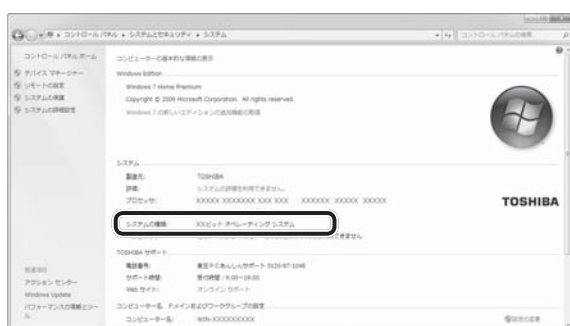 コントロール パネル ▸ システムとセキュリティ ▸ システム
コントロール パネルの検索
コントロール パネル ホーム
デバイス マネージャー
リモートの設定
システムの保護
システムの詳細設定
コンピューターの基本的な情報の表示
Windows Edition
Windows 7 Home Premium
Copyright © 2009 Microsoft Corporation. All rights reserved.
Windows 7 の新しいエディションの追加機能の取得
システム
製造元: TOSHIBA
評価: システムの評価を利用できません。
プロセッサ: XXXXX XXXXXXX XXX XXX XXXXXX XXXXX XXXXX
TOSHIBA
システムの種類: XXビット オペレーティング システム
TOSHIBA サポート
電話番号: 東芝PCあんしんサポート 0120-97-1048
サポート時間: 受付時間:9:00~19:00
Web サイト: オンライン サポート
コンピューター名、ドメインおよびワークグループの設定
コンピューター名: WIN-XXXXXXXXXX
設定の変更
関連項目
アクション センター
Windows Update
パフォーマンスの情報とツール